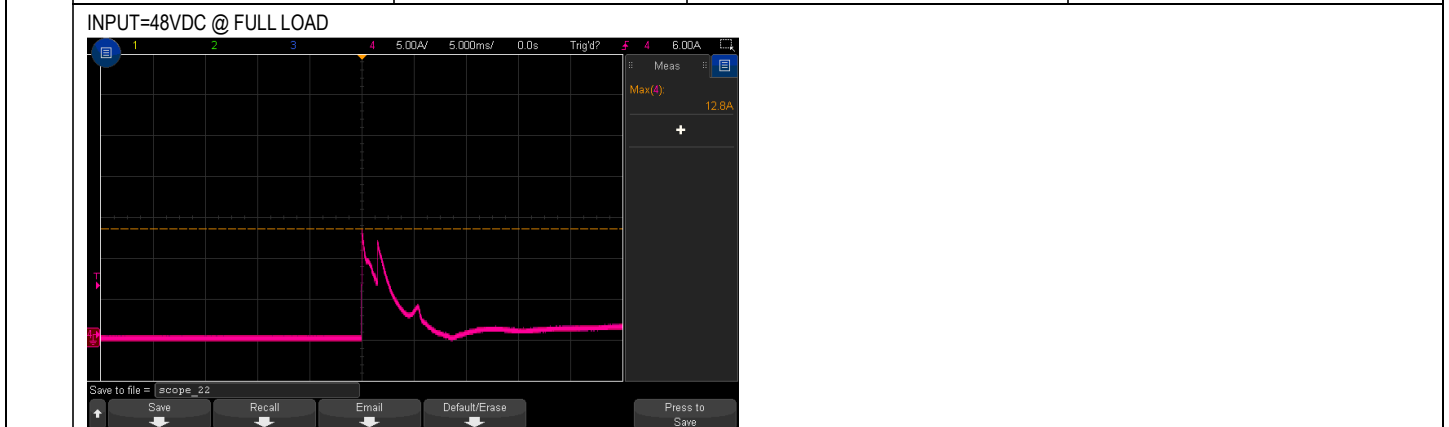 INPUT=48VDC @ FULL LOAD
1 2 3 4 5.00A/ 5.000ms/ 0.0s Trig'd? 4 6.00A
Meas
Max(4):
12.8A
+
T
Save to file = scope_22
Save Recall Email Default/Erase Press to
Save